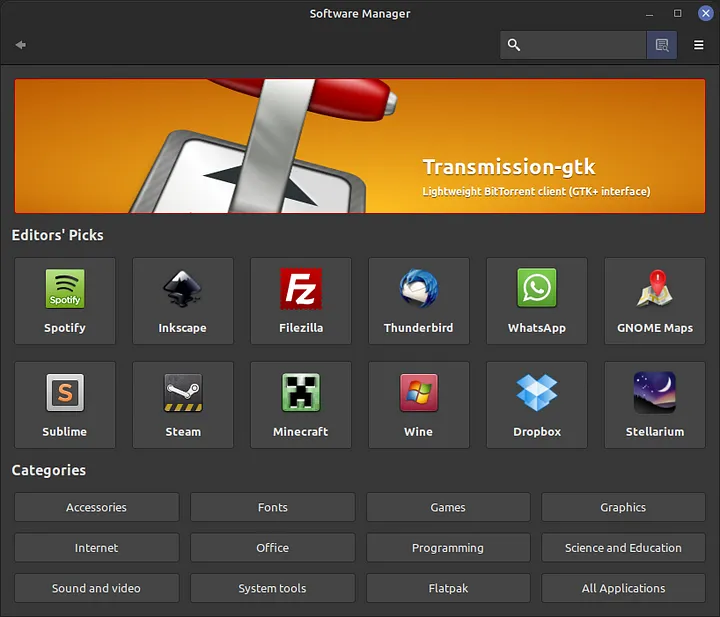 Software Manager
Transmission-gtk
Lightweight BitTorrent client (GTK+ interface)
Editors' Picks
Spotify
Spotify
Fz
Inkscape
Filezilla
Thunderbird
WhatsApp
GNOME Maps
S
Sublime
Steam
Minecraft
Wine
Dropbox
Stellarium
Categories
Accessories
Fonts
Games
Graphics
Internet
Office
Programming
Science and Education
Sound and video
System tools
Flatpak
All Applications